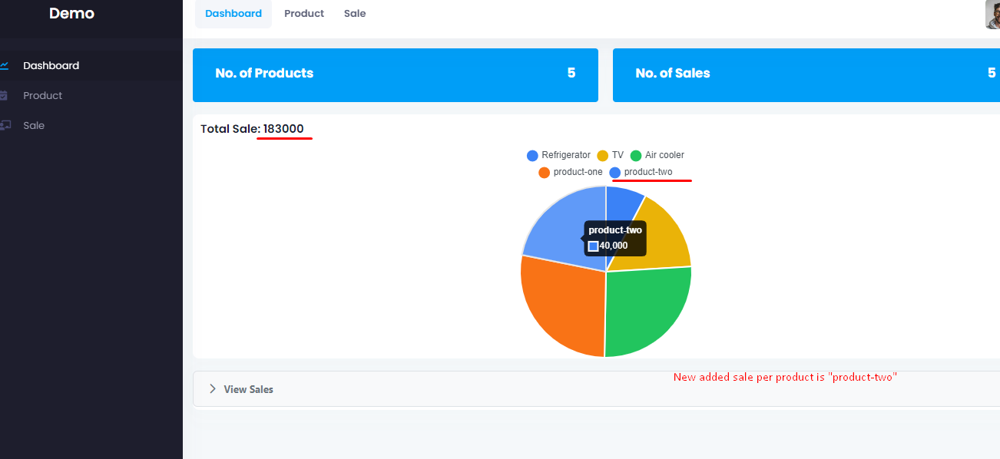 Demo
Dashboard Product Sale
Dashboard
Product
Sale
No. of Products 5
No. of Sales 5
Total Sale: 183000
Refrigerator TV Air cooler
product-one product-two
product-two
40,000
New added sale per product is "product-two"
View Sales